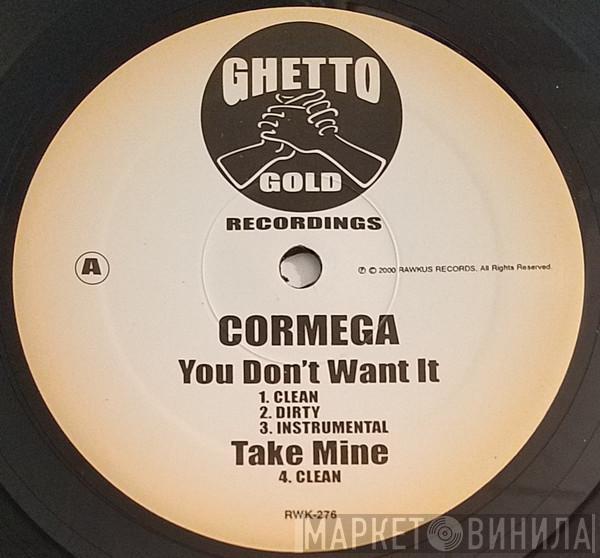 GHETTO
GOLD
RECORDINGS
A
℗ © 2000 RAWKUS RECORDS. All Rights Reserved.
CORMEGA
You Don't Want It
1. CLEAN
2. DIRTY
3. INSTRUMENTAL
Take Mine
4. CLEAN
RWK-276
МАРКЕТ ВИНИЛА